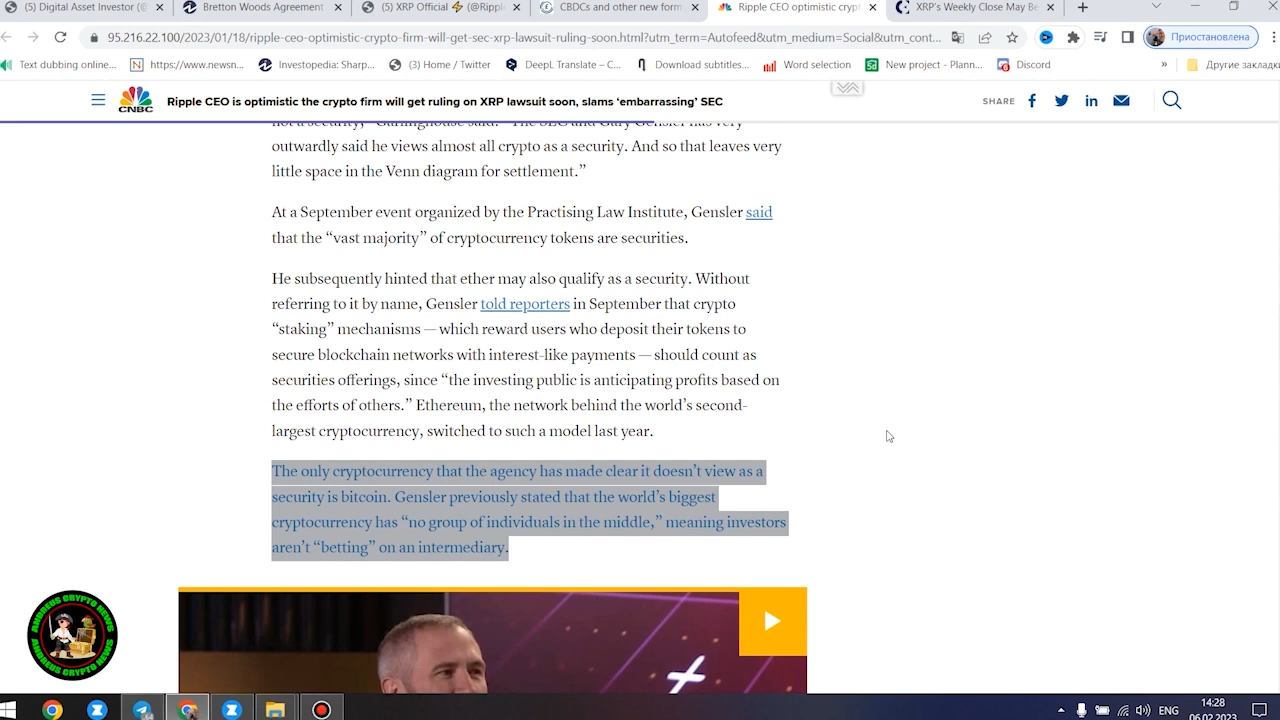 (5) Digital Asset Investor (@
Bretton Woods Agreement
(5) XRP Official ⚡ (@Ripple
CBDCs and other new form
Ripple CEO optimistic crypt
XRP's Weekly Close May Be
95.216.22.100/2023/01/18/ripple-ceo-optimistic-crypto-firm-will-get-sec-xrp-lawsuit-ruling-soon.html?utm_term=Autofeed&utm_medium=Social&utm_cont...
Приостановлена
Text dubbing online...
https://www.newsn...
Investopedia: Sharp...
(3) Home / Twitter
DeepL Translate – C...
Download subtitles...
Word selection
New project - Plann...
Discord
»
Другие закладки
CNBC
Ripple CEO is optimistic the crypto firm will get ruling on XRP lawsuit soon, slams ‘embarrassing’ SEC
SHARE
not a security,” Garlinghouse said. “The SEC and Gary Gensler has very
outwardly said he views almost all crypto as a security. And so that leaves very
little space in the Venn diagram for settlement.”
At a September event organized by the Practising Law Institute, Gensler said
that the “vast majority” of cryptocurrency tokens are securities.
He subsequently hinted that ether may also qualify as a security. Without
referring to it by name, Gensler told reporters in September that crypto
“staking” mechanisms — which reward users who deposit their tokens to
secure blockchain networks with interest-like payments — should count as
securities offerings, since “the investing public is anticipating profits based on
the efforts of others.” Ethereum, the network behind the world’s second-
largest cryptocurrency, switched to such a model last year.
The only cryptocurrency that the agency has made clear it doesn’t view as a
security is bitcoin. Gensler previously stated that the world’s biggest
cryptocurrency has “no group of individuals in the middle,” meaning investors
aren’t “betting” on an intermediary.
ANDREUS CRYPTO NEWS
ANDREUS CRYPTO NEWS
14:28
ENG
06.02.2023